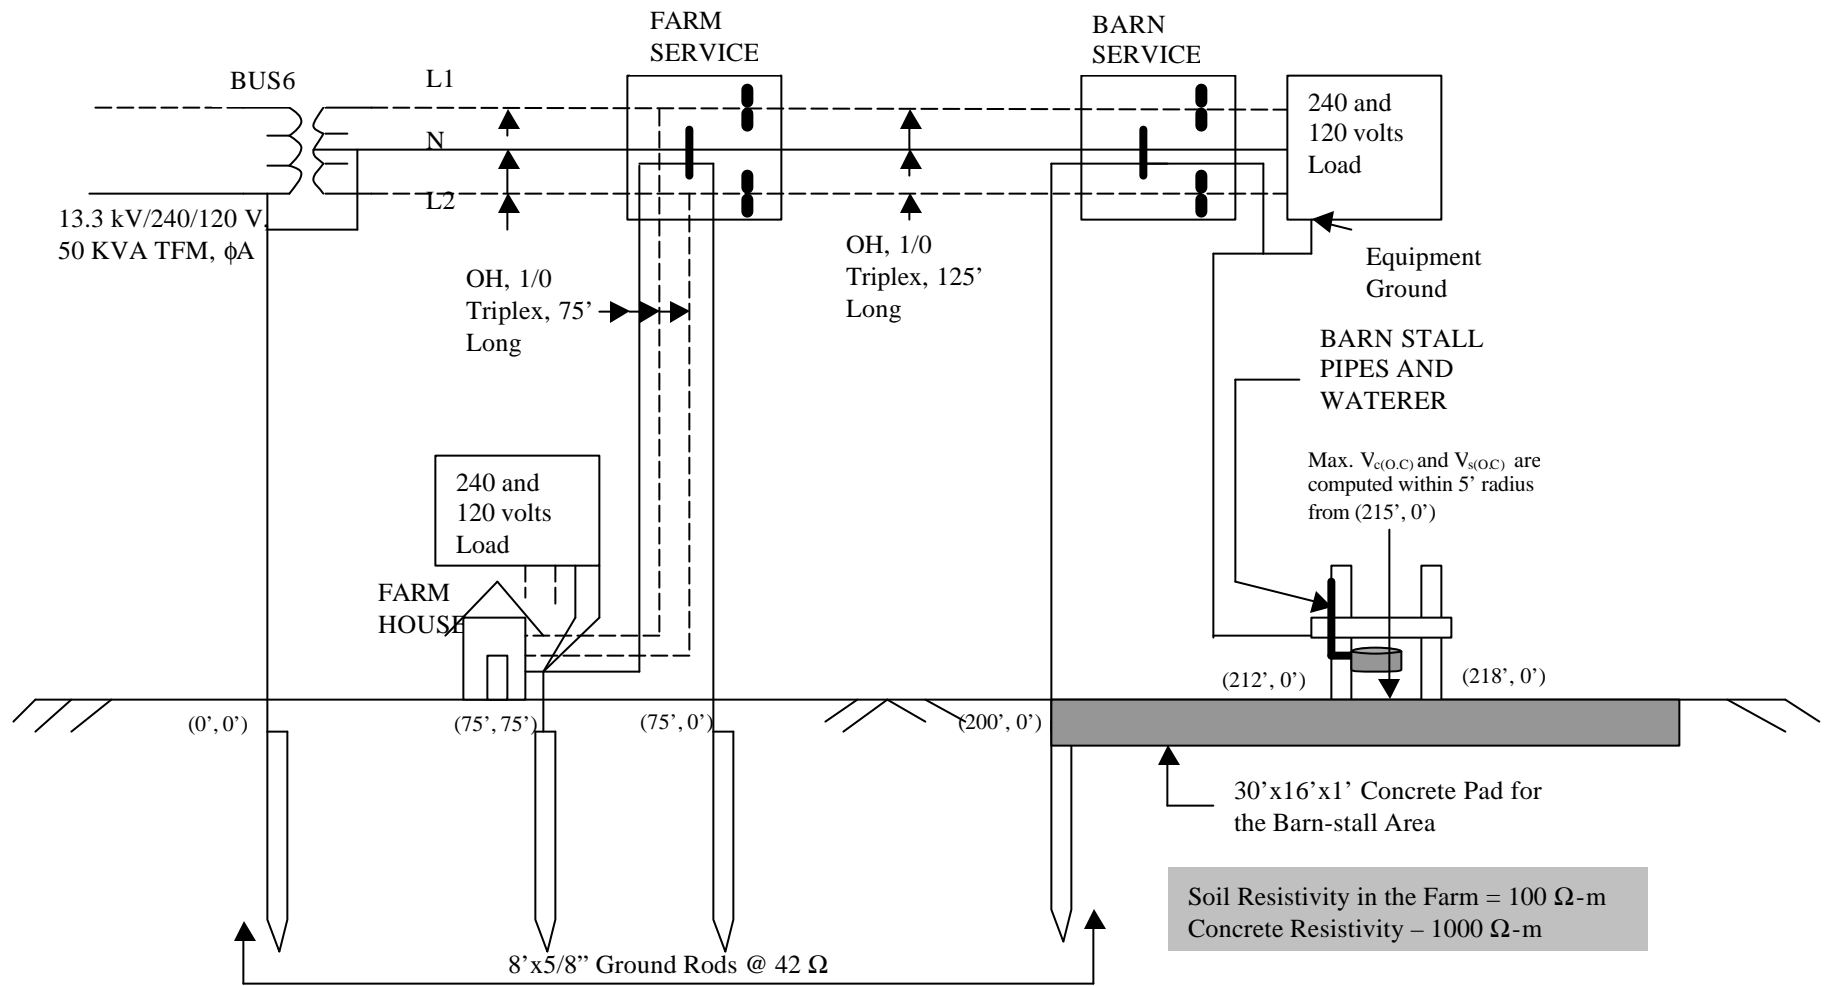 FARM
SERVICE
BARN
SERVICE
BUS6
L1
N
L2
240 and
120 volts
Load
13.3 kV/240/120 V.
50 KVA TFM, ϕA
OH, 1/0
Triplex, 75’
Long
OH, 1/0
Triplex, 125’
Long
Equipment
Ground
BARN STALL
PIPES AND
WATERER
Max. Vc(O.C) and Vs(O.C) are
computed within 5’ radius
from (215’, 0’)
240 and
120 volts
Load
FARM
HOUSE
(212’, 0’)
(218’, 0’)
(0’, 0’)
(75’, 75’)
(75’, 0’)
(200’, 0’)
30’x16’x1’ Concrete Pad for
the Barn-stall Area
Soil Resistivity in the Farm = 100 Ω-m
Concrete Resistivity – 1000 Ω-m
8’x5/8” Ground Rods @ 42 Ω